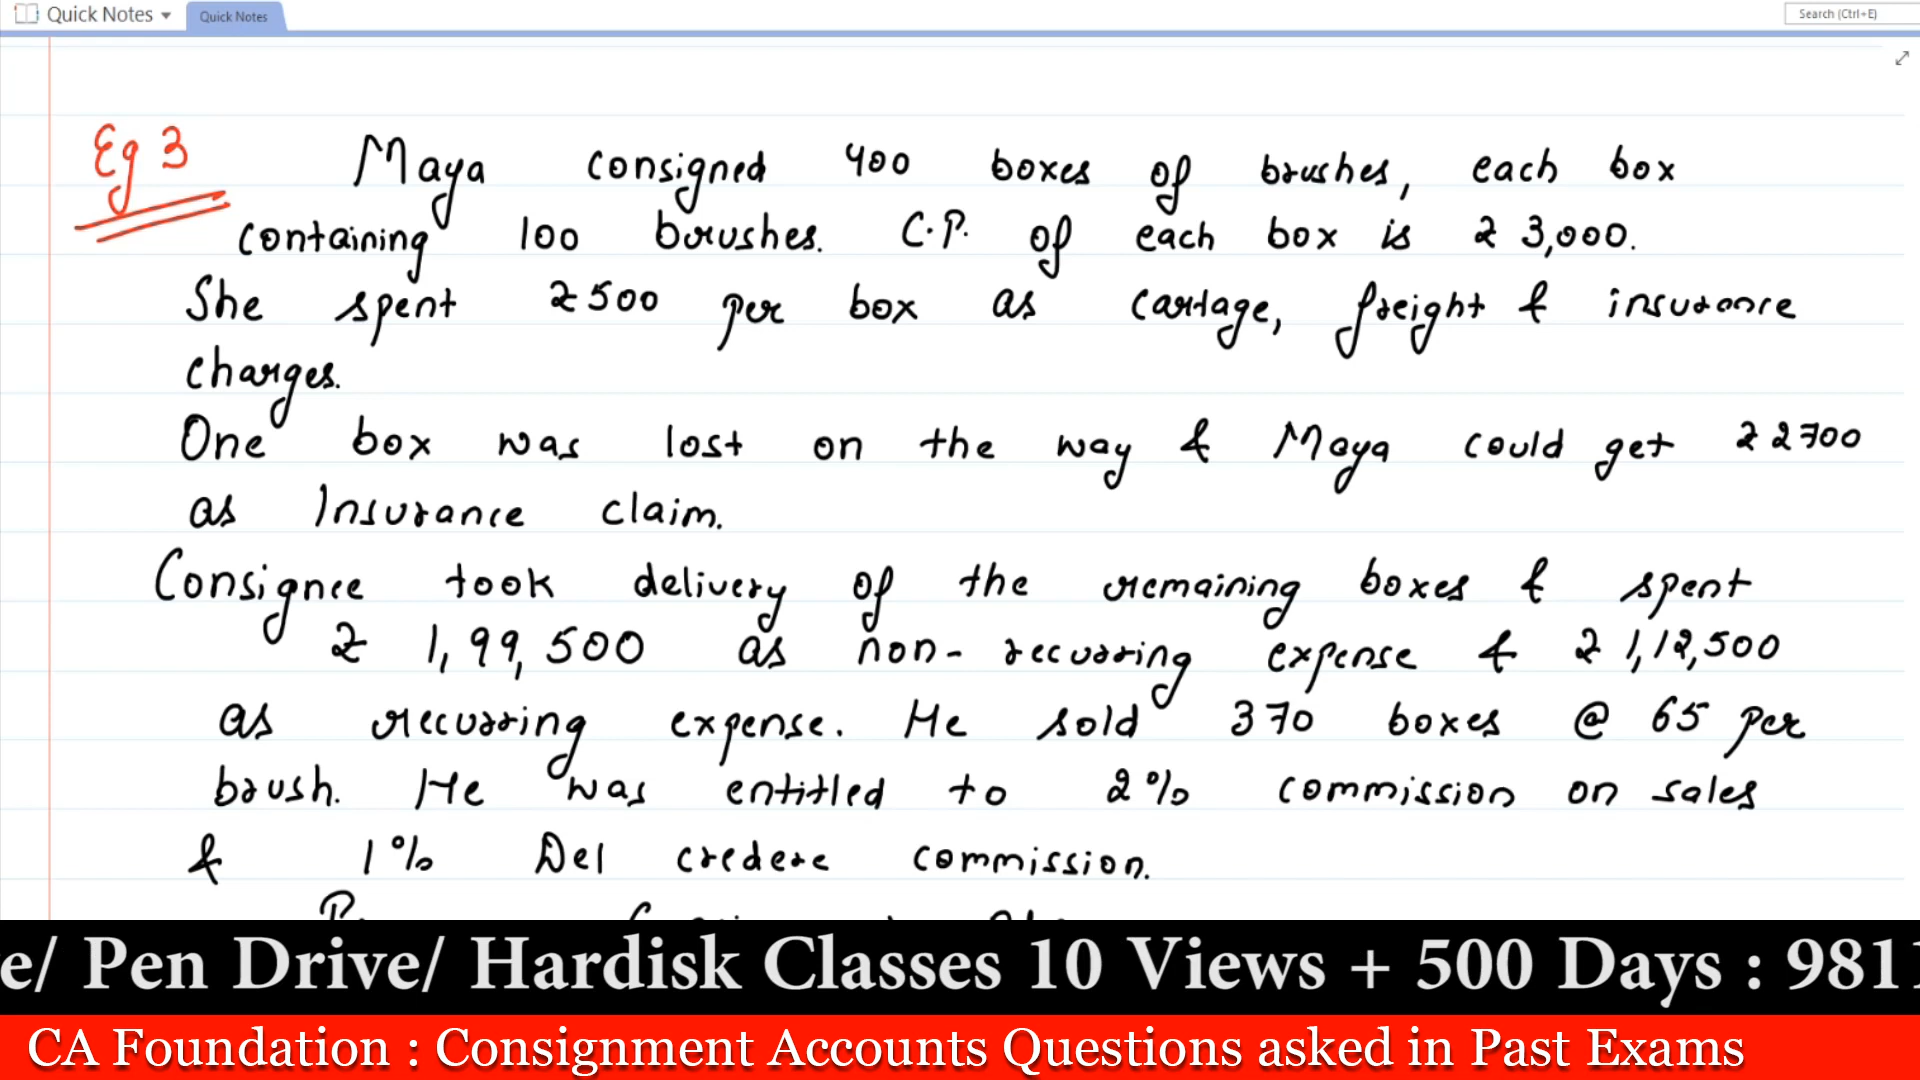 Quick Notes
Quick Notes
Search (Ctrl+E)
Eg 3
Maya consigned 400 boxes of brushes, each box
containing 100 brushes. C.P. of each box is ₹ 3,000.
She spent ₹ 500 per box as cartage, freight & insurance
charges.
One box was lost on the way & Maya could get ₹ 2700
as Insurance claim.
Consignee took delivery of the remaining boxes & spent
₹ 1,99,500 as non-recurring expense & ₹ 1,12,500
as recurring expense. He sold 370 boxes @ 65 per
brush. He was entitled to 2% commission on sales
& 1% Del credere commission.
e/ Pen Drive/ Hardisk Classes 10 Views + 500 Days : 981
CA Foundation : Consignment Accounts Questions asked in Past Exams